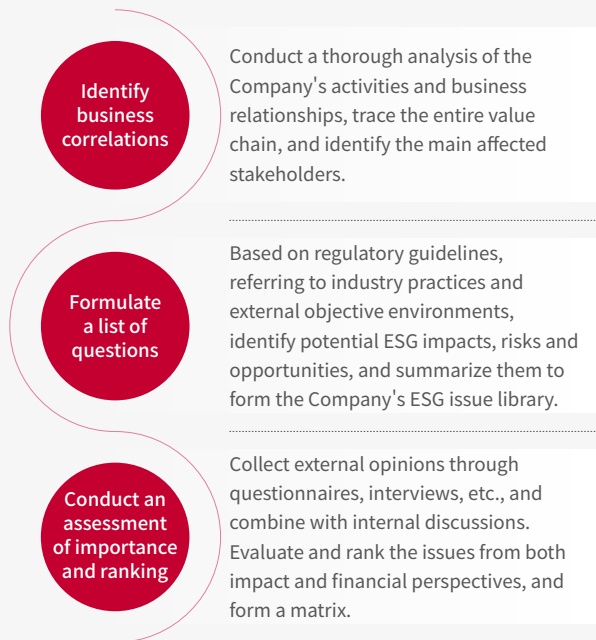 Identify
business
correlations
Conduct a thorough analysis of the
Company's activities and business
relationships, trace the entire value
chain, and identify the main affected
stakeholders.
Formulate
a list of
questions
Based on regulatory guidelines,
referring to industry practices and
external objective environments,
identify potential ESG impacts, risks and
opportunities, and summarize them to
form the Company's ESG issue library.
Conduct an
assessment
of importance
and ranking
Collect external opinions through
questionnaires, interviews, etc., and
combine with internal discussions.
Evaluate and rank the issues from both
impact and financial perspectives, and
form a matrix.